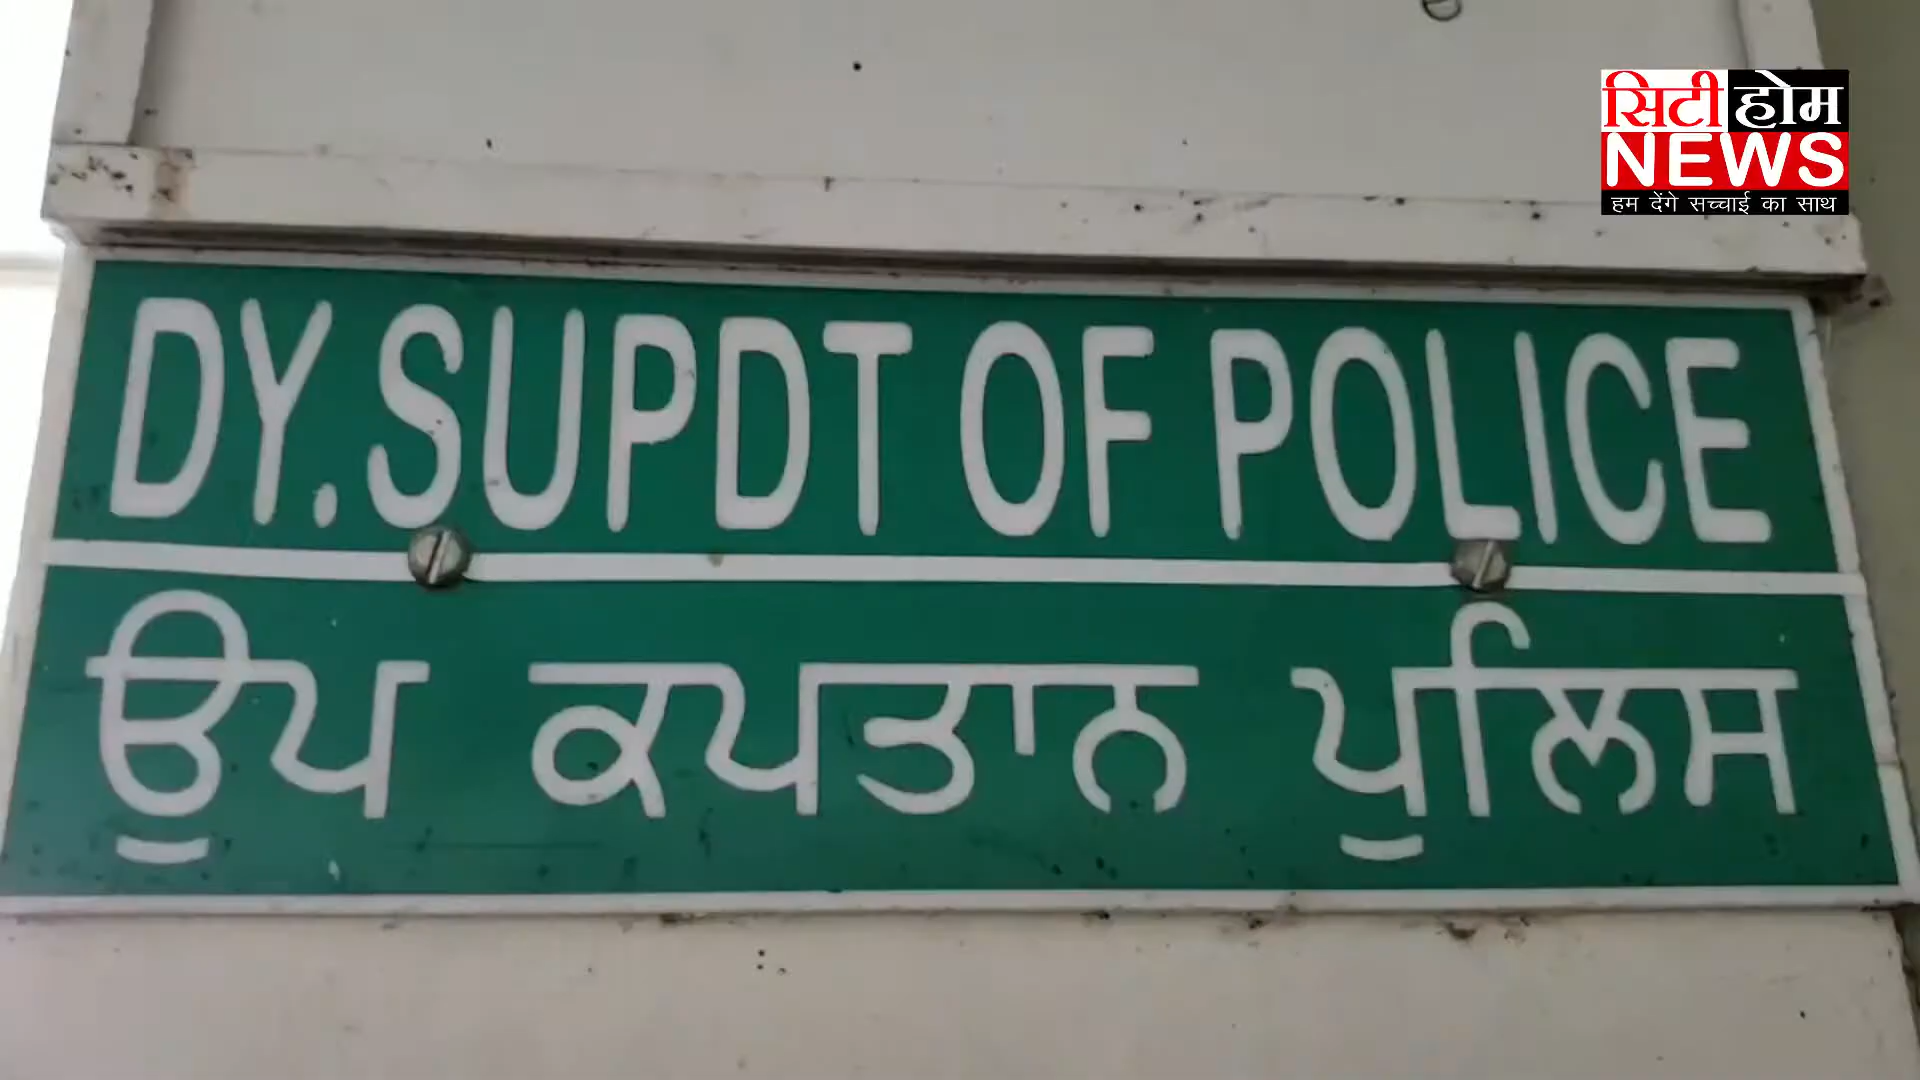 सिटी होम
NEWS
हम देंगे सच्चाई का साथ
DY.SUPDT OF POLICE
ਉਪ ਕਪਤਾਨ ਪੁਲਿਸ